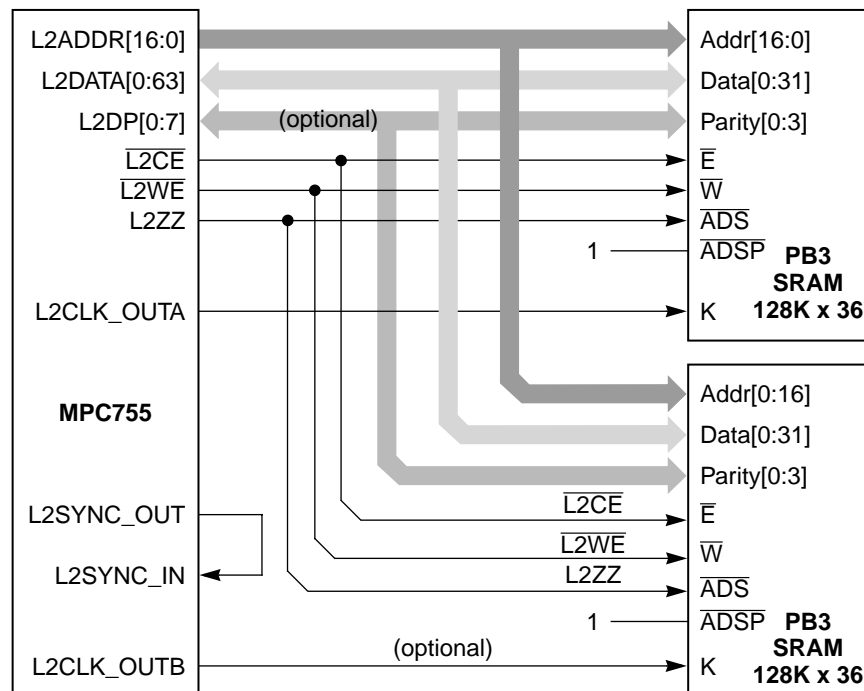 L2ADDR[16:0]
L2DATA[0:63]
L2DP[0:7]
(optional)
L2CE
L2WE
L2ZZ
L2CLK_OUTA
MPC755
L2SYNC_OUT
L2SYNC_IN
L2CLK_OUTB
Addr[16:0]
Data[0:31]
Parity[0:3]
E
W
ADS
1
ADSP
PB3
SRAM
128K x 36
K
Addr[0:16]
Data[0:31]
Parity[0:3]
L2CE
E
L2WE
W
L2ZZ
ADS
1
ADSP
PB3
SRAM
128K x 36
(optional)
K